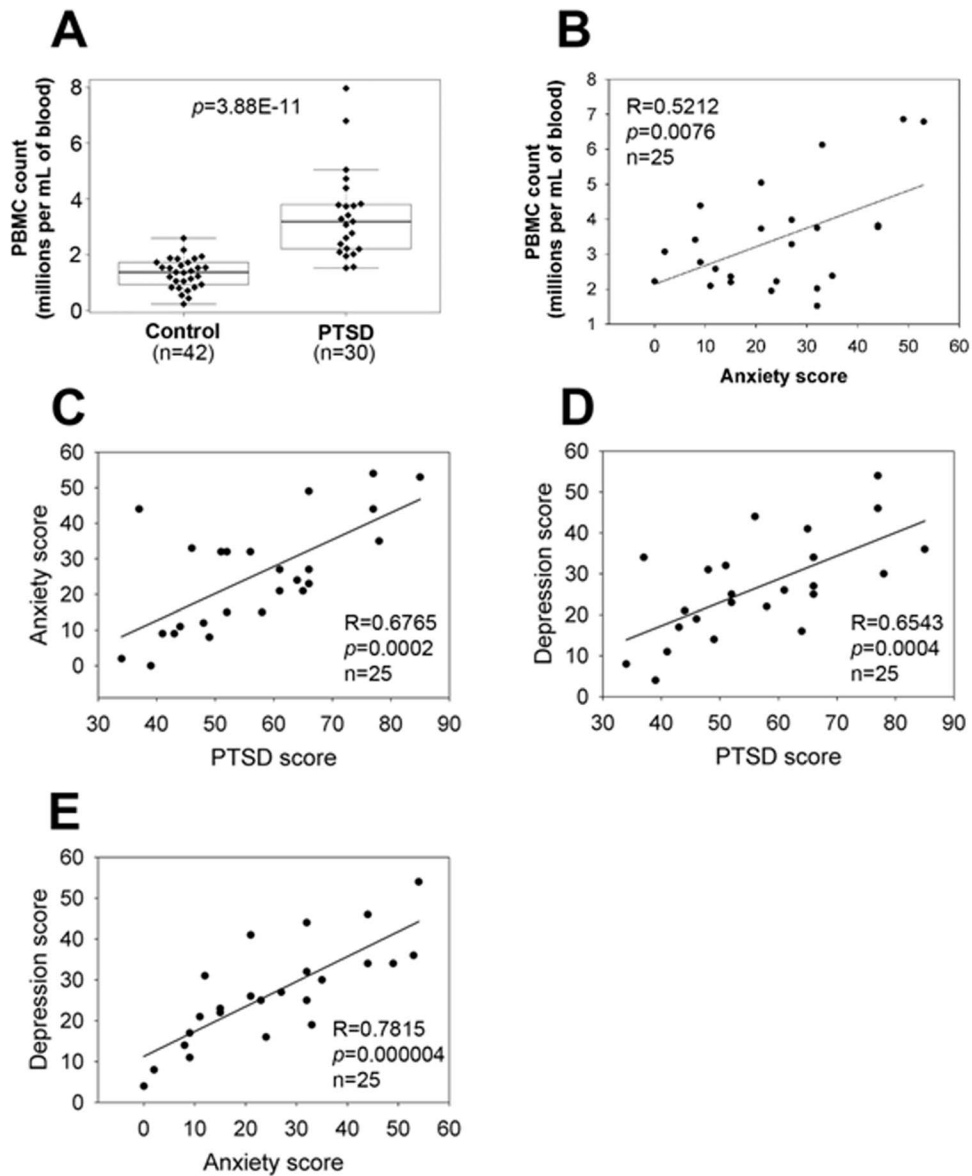 A
PBMC count
(millions per mL of blood)
8
6
4
2
0
p=3.88E-11
Control
(n=42)
PTSD
(n=30)
B
PBMC count
(millions per mL of blood)
8
7
6
5
4
3
2
1
R=0.5212
p=0.0076
n=25
0 10 20 30 40 50 60
Anxiety score
C
Anxiety score
60
50
40
30
20
10
0
R=0.6765
p=0.0002
n=25
30 40 50 60 70 80 90
PTSD score
D
Depression score
60
50
40
30
20
10
0
R=0.6543
p=0.0004
n=25
30 40 50 60 70 80 90
PTSD score
E
Depression score
60
50
40
30
20
10
0
R=0.7815
p=0.000004
n=25
0 10 20 30 40 50 60
Anxiety score